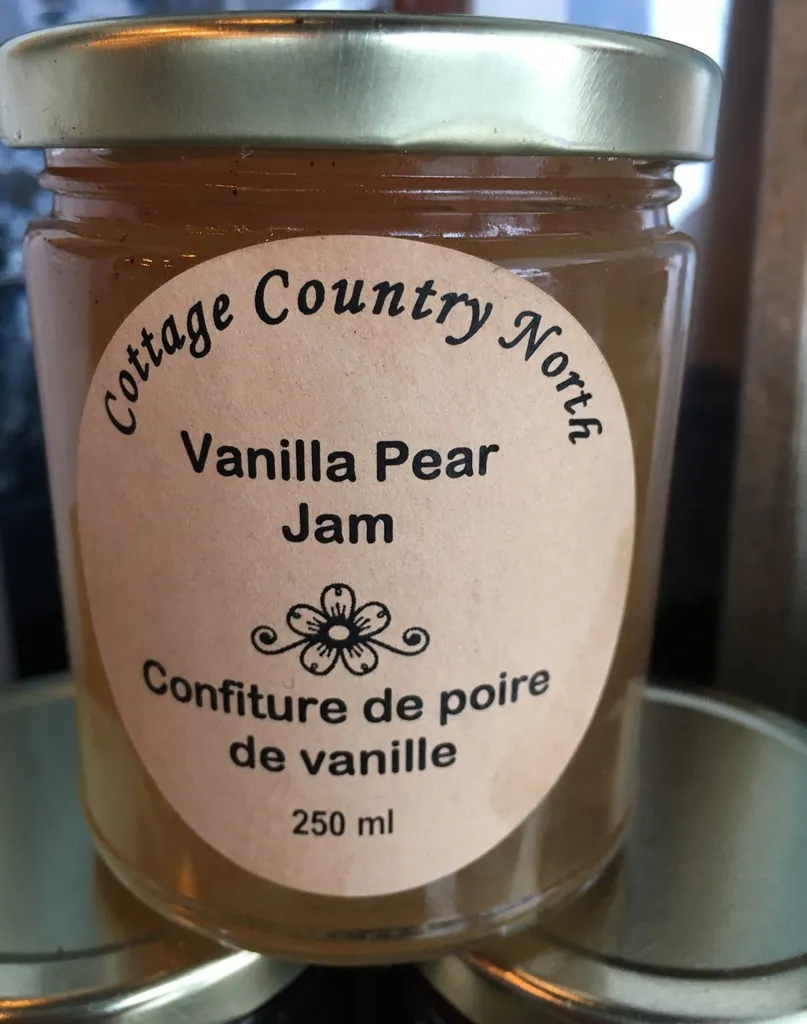 Cottage Country North
Vanilla Pear
Jam
Confiture de poire
de vanille
250 ml